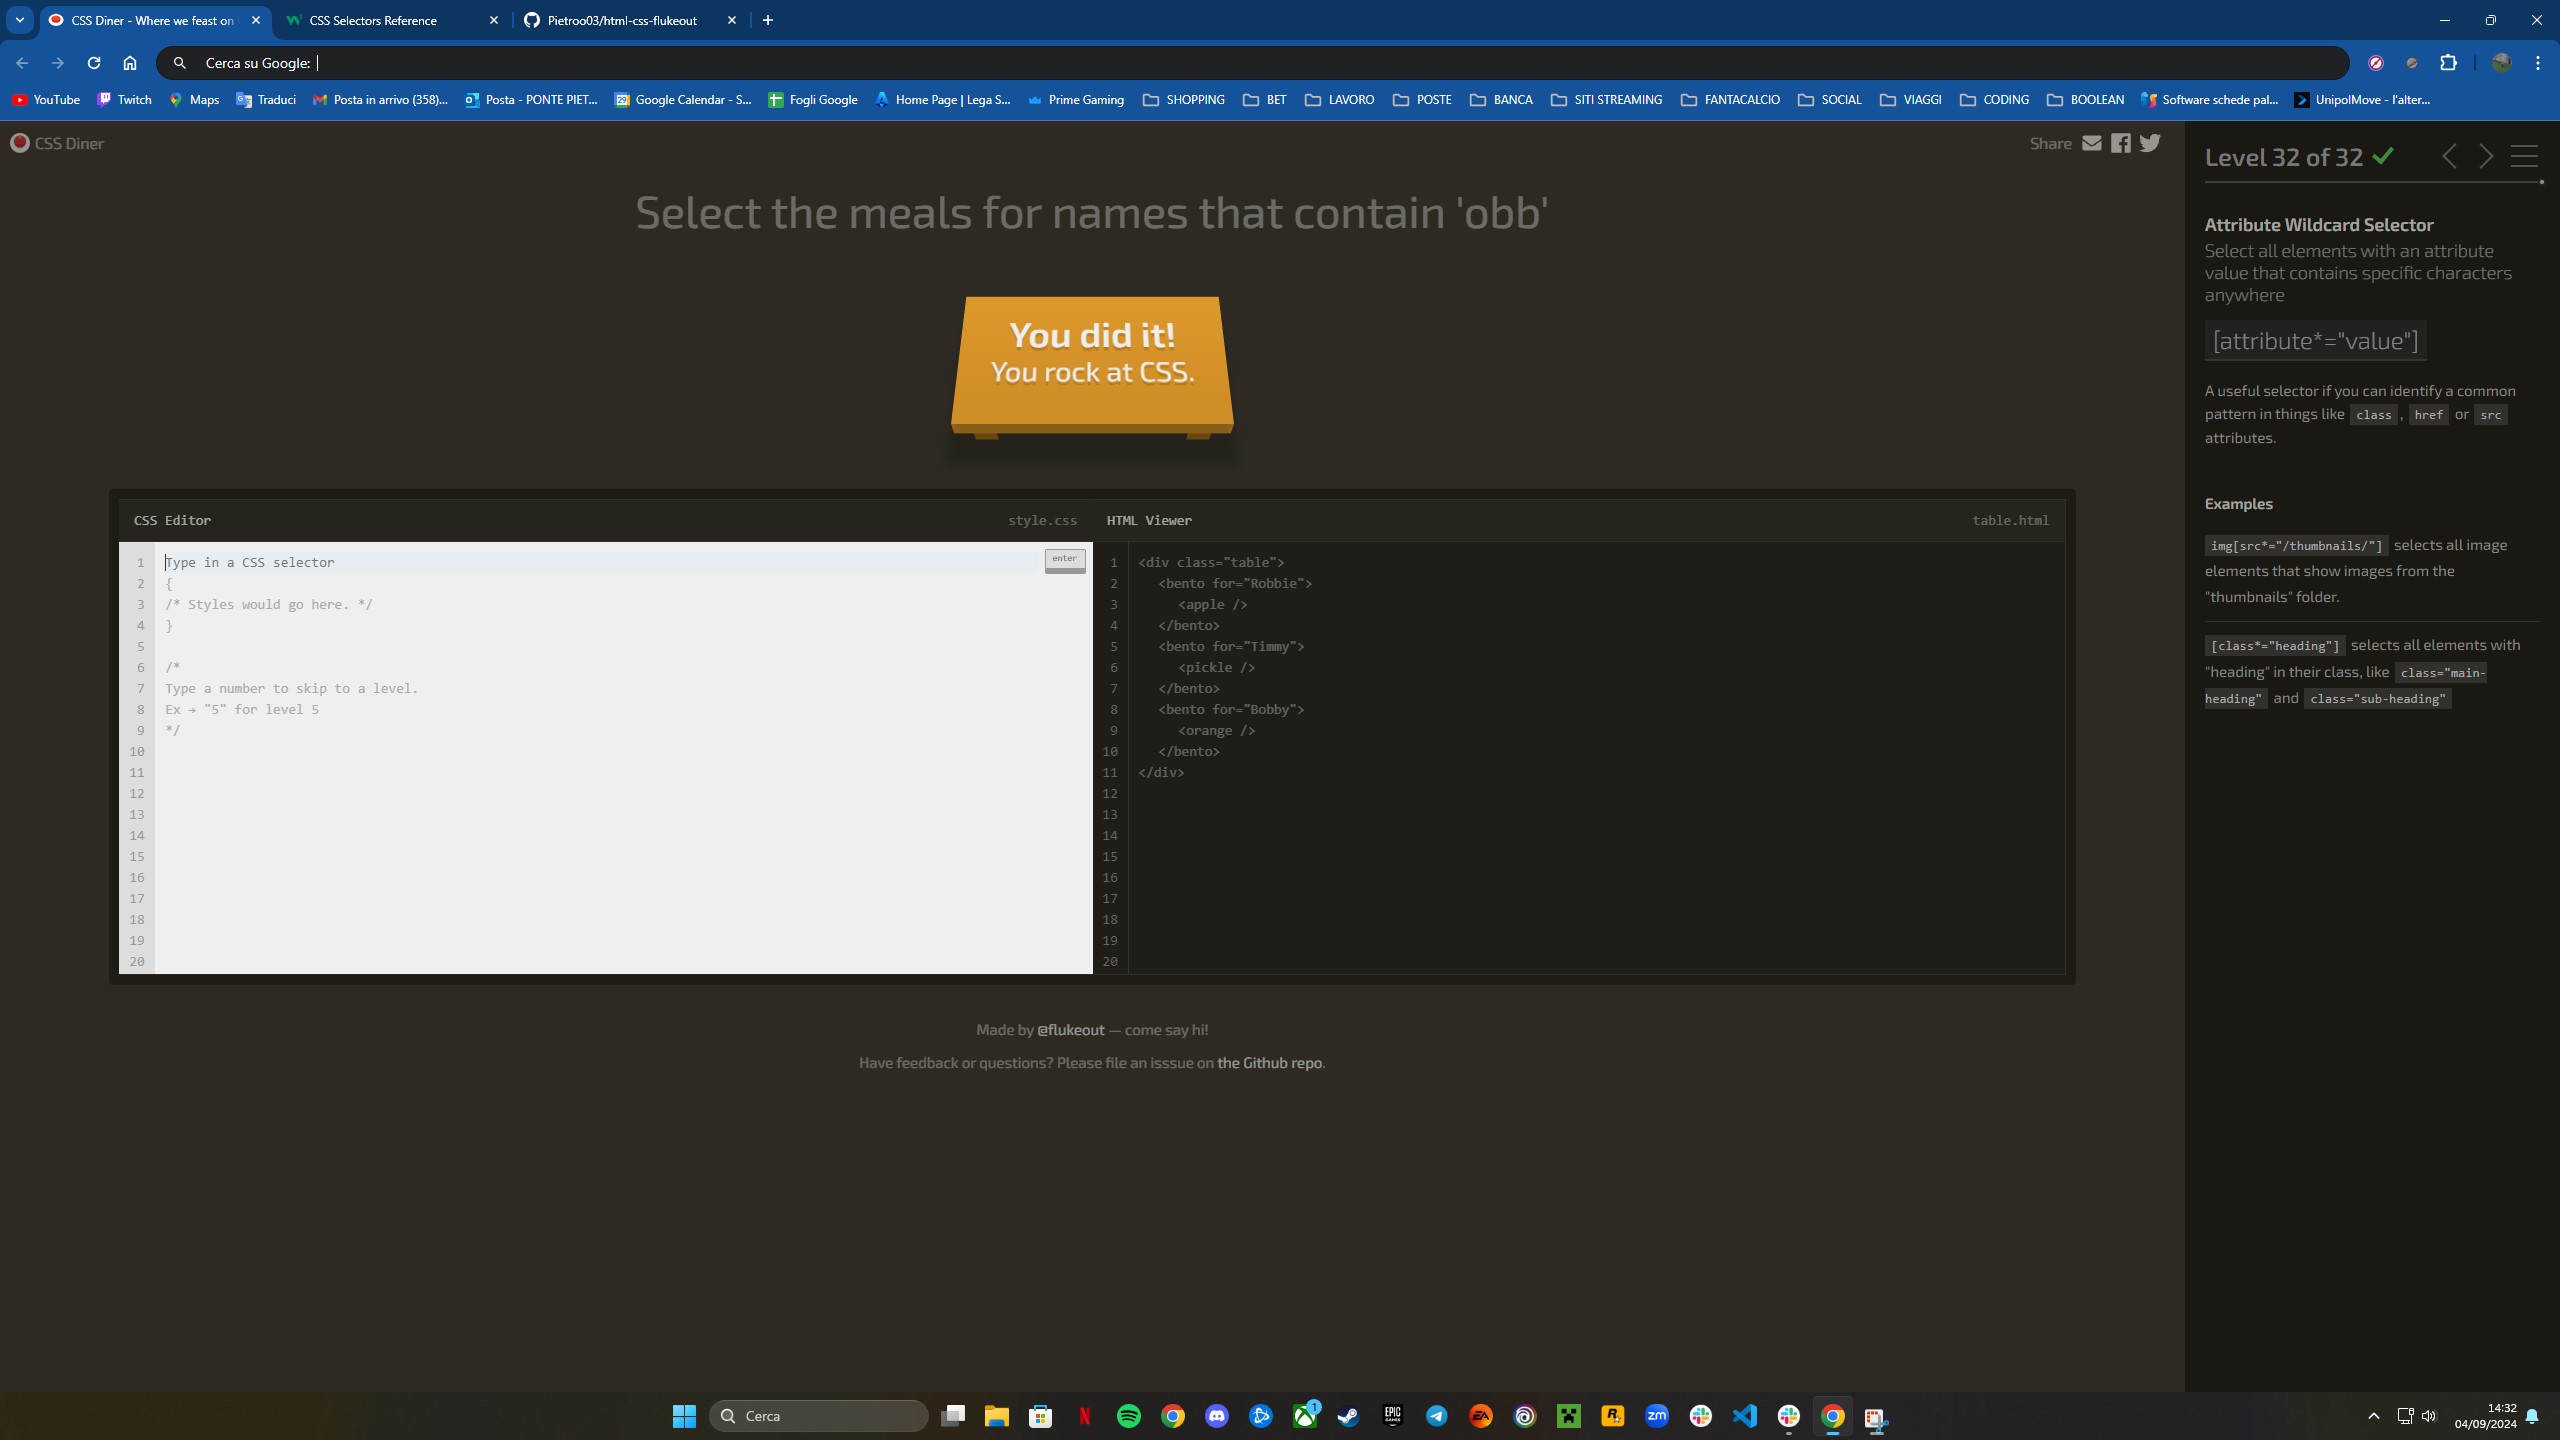 CSS Diner - Where we feast on
CSS Selectors Reference
Pietroo03/html-css-flukeout
Cerca su Google:
YouTube
Twitch
Maps
Traduci
Posta in arrivo (358)...
Posta - PONTE PIET...
Google Calendar - S...
Fogli Google
Home Page | Lega S...
Prime Gaming
SHOPPING
BET
LAVORO
POSTE
BANCA
SITI STREAMING
FANTACALCIO
SOCIAL
VIAGGI
CODING
BOOLEAN
Software schede pal...
UnipolMove - l'alter...
CSS Diner
Share
Select the meals for names that contain 'obb'
You did it!
You rock at CSS.
CSS Editor
style.css
1 Type in a CSS selector
enter
2 {
3 /* Styles would go here. */
4 }
5
6 /*
7 Type a number to skip to a level.
8 Ex → "5" for level 5
9 */
10
11
12
13
14
15
16
17
18
19
20
HTML Viewer
table.html
1 <div class="table">
2 <bento for="Robbie">
3 <apple />
4 </bento>
5 <bento for="Timmy">
6 <pickle />
7 </bento>
8 <bento for="Bobby">
9 <orange />
10 </bento>
11 </div>
12
13
14
15
16
17
18
19
20
Made by @flukeout — come say hi!
Have feedback or questions? Please file an isssue on the Github repo.
Level 32 of 32
Attribute Wildcard Selector
Select all elements with an attribute
value that contains specific characters
anywhere
[attribute*="value"]
A useful selector if you can identify a common
pattern in things like class, href or src
attributes.
Examples
img[src*="/thumbnails/"] selects all image
elements that show images from the
"thumbnails" folder.
[class*="heading"] selects all elements with
"heading" in their class, like class="main-
heading" and class="sub-heading"
Cerca
N
1
EPIC
GAMES
EA
R
zm
14:32
04/09/2024